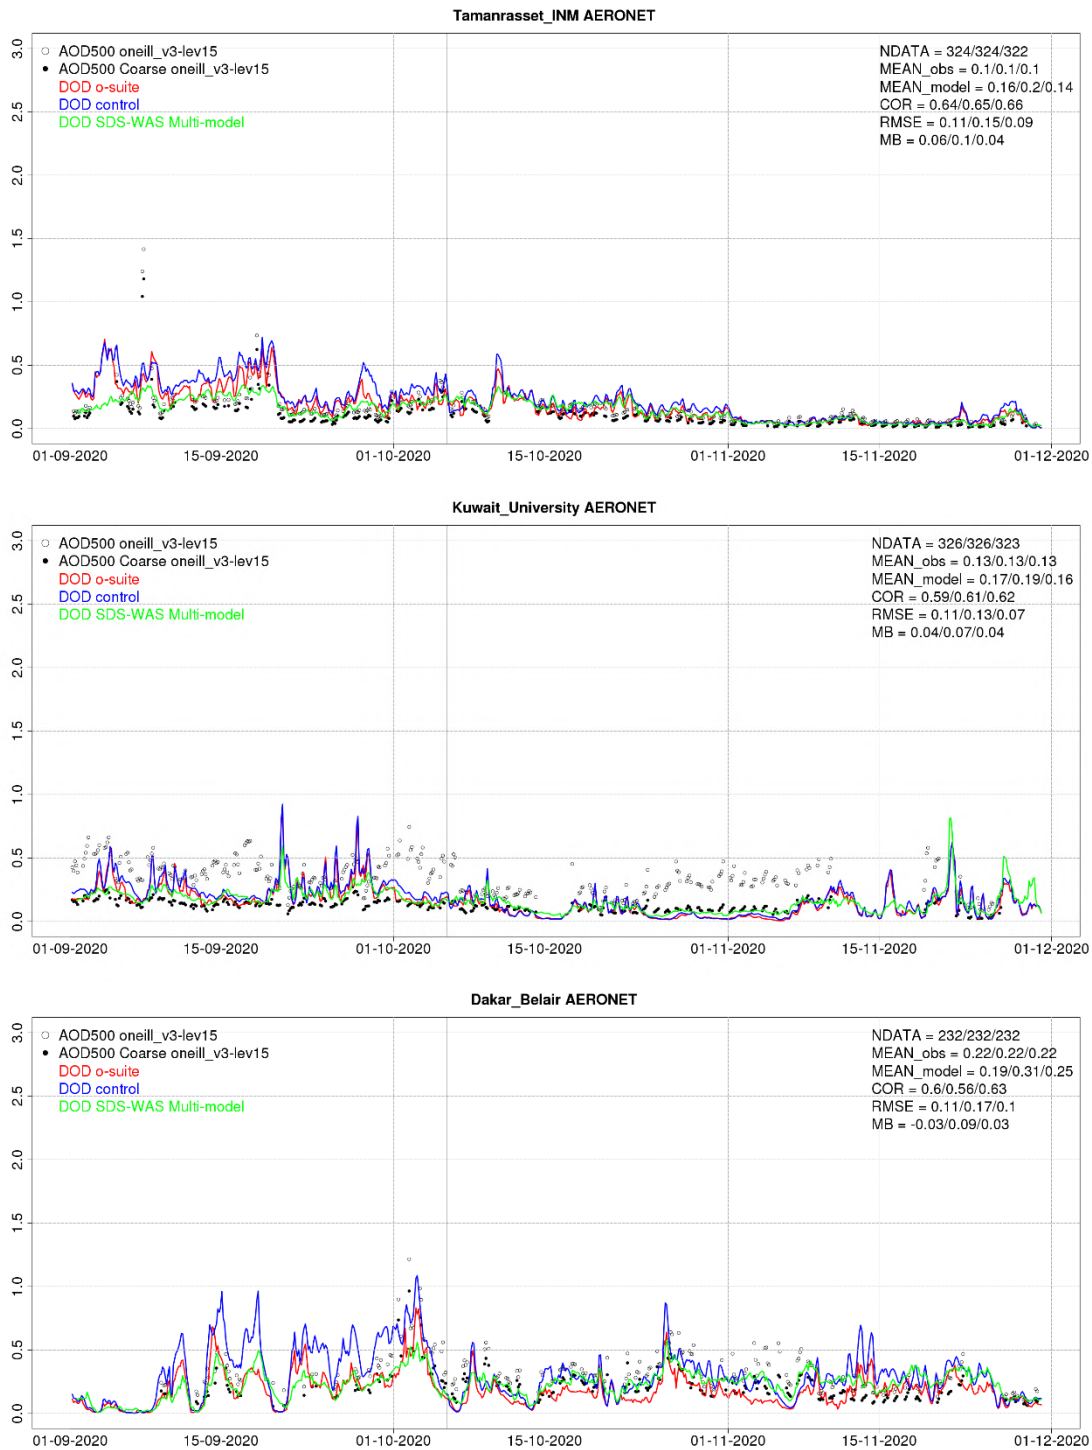 Tamanrasset_INM AERONET
AOD500 oneill_v3-lev15
AOD500 Coarse oneill_v3-lev15
DOD o-suite
DOD control
DOD SDS-WAS Multi-model
NDATA = 324/324/322
MEAN_obs = 0.1/0.1/0.1
MEAN_model = 0.16/0.2/0.14
COR = 0.64/0.65/0.66
RMSE = 0.11/0.15/0.09
MB = 0.06/0.1/0.04
3.0
2.5
2.0
1.5
1.0
0.5
0.0
01-09-2020 15-09-2020 01-10-2020 15-10-2020 01-11-2020 15-11-2020 01-12-2020
Kuwait_University AERONET
AOD500 oneill_v3-lev15
AOD500 Coarse oneill_v3-lev15
DOD o-suite
DOD control
DOD SDS-WAS Multi-model
NDATA = 326/326/323
MEAN_obs = 0.13/0.13/0.13
MEAN_model = 0.17/0.19/0.16
COR = 0.59/0.61/0.62
RMSE = 0.11/0.13/0.07
MB = 0.04/0.07/0.04
3.0
2.5
2.0
1.5
1.0
0.5
0.0
01-09-2020 15-09-2020 01-10-2020 15-10-2020 01-11-2020 15-11-2020 01-12-2020
Dakar_Belair AERONET
AOD500 oneill_v3-lev15
AOD500 Coarse oneill_v3-lev15
DOD o-suite
DOD control
DOD SDS-WAS Multi-model
NDATA = 232/232/232
MEAN_obs = 0.22/0.22/0.22
MEAN_model = 0.19/0.31/0.25
COR = 0.6/0.56/0.63
RMSE = 0.11/0.17/0.1
MB = -0.03/0.09/0.03
3.0
2.5
2.0
1.5
1.0
0.5
0.0
01-09-2020 15-09-2020 01-10-2020 15-10-2020 01-11-2020 15-11-2020 01-12-2020